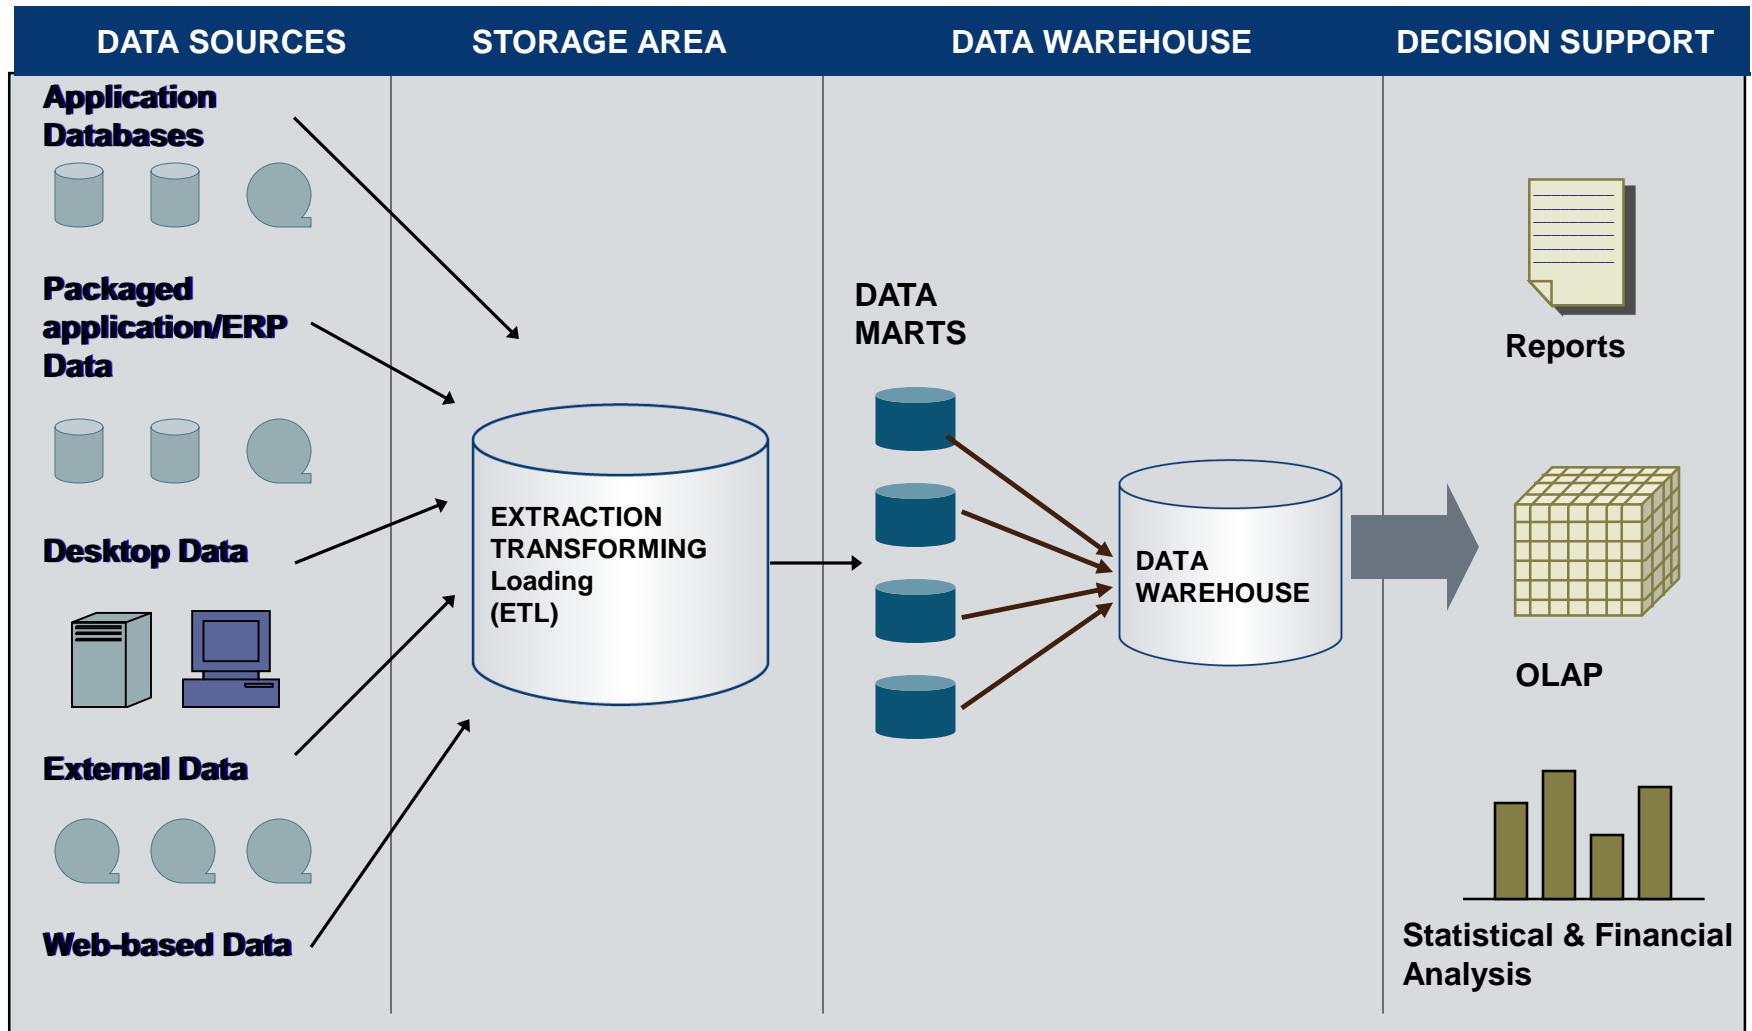 DATA SOURCES
STORAGE AREA
DATA WAREHOUSE
DECISION SUPPORT
Application
Databases
Packaged
application/ERP
Data
Desktop Data
External Data
Web-based Data
EXTRACTION
TRANSFORMING
Loading
(ETL)
DATA
MARTS
DATA
WAREHOUSE
Reports
OLAP
Statistical & Financial
Analysis